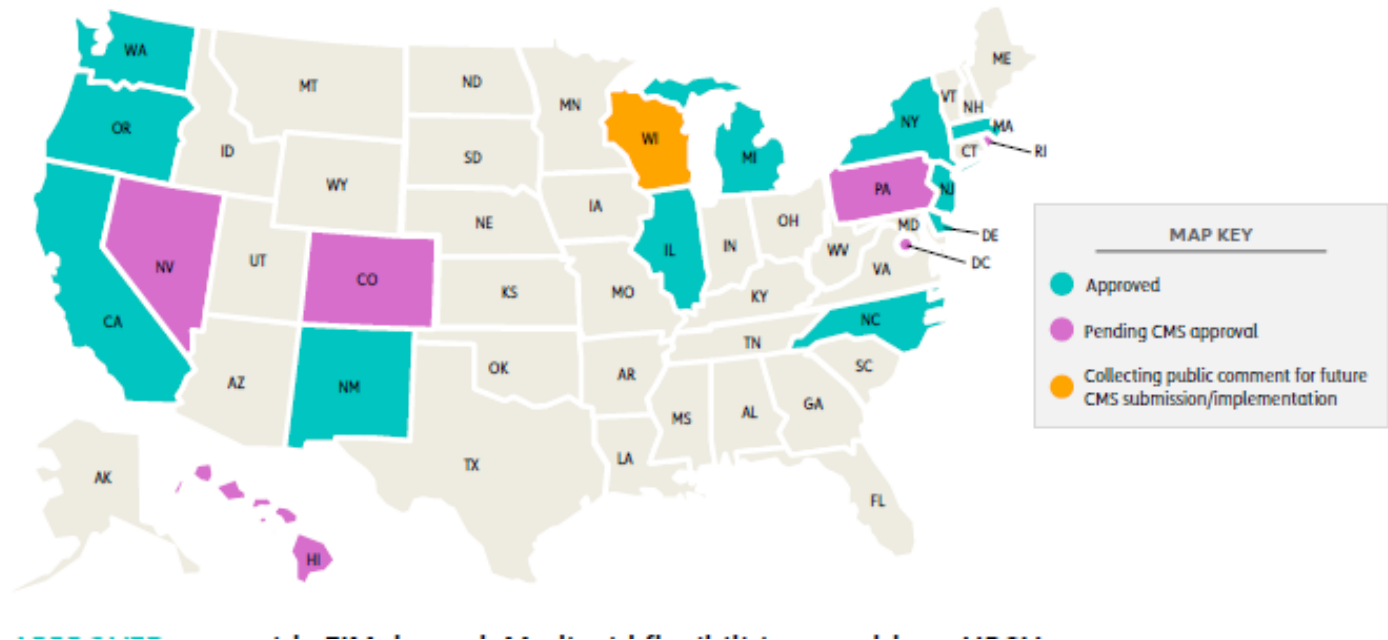 WA
MT
ND
MN
ME
VT
NH
OR
ID
SD
WI
MI
NY
MA
RI
CT
WY
IA
PA
NJ
NE
OH
MD
DE
NV
UT
CO
IL
IN
WV
DC
VA
CA
KS
MO
KY
NC
AZ
NM
OK
AR
TN
SC
MS
AL
GA
TX
LA
FL
AK
HI
MAP KEY
Approved
Pending CMS approval
Collecting public comment for future
CMS submission/implementation